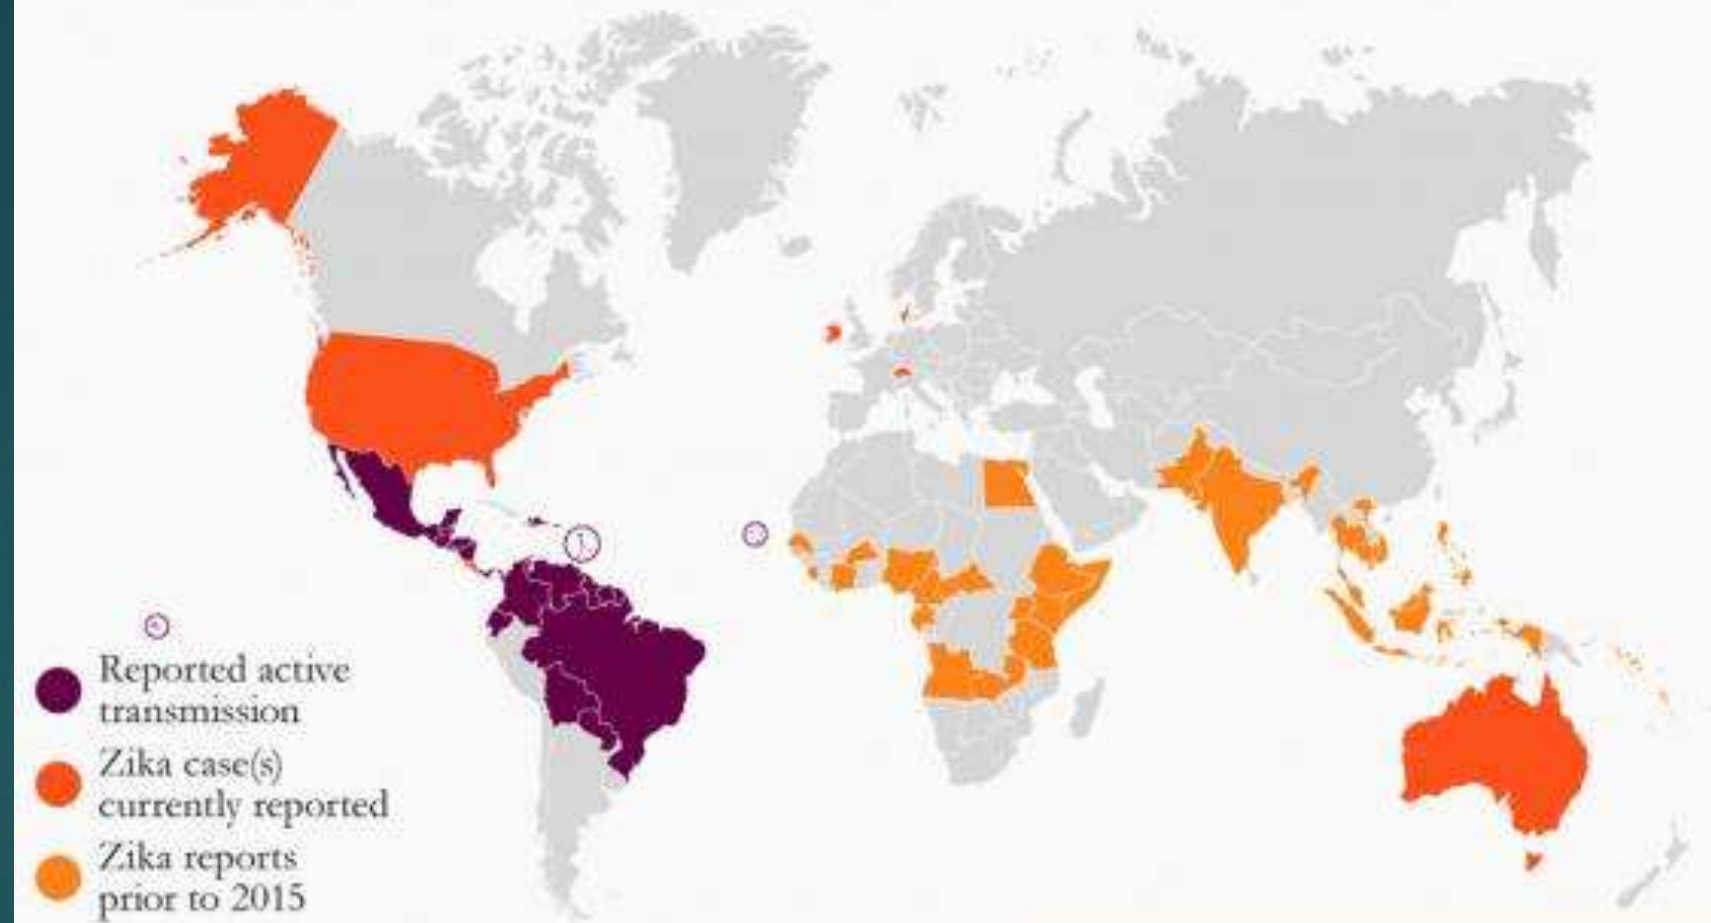 Reported active
transmission
Zika case(s)
currently reported
Zika reports
prior to 2015